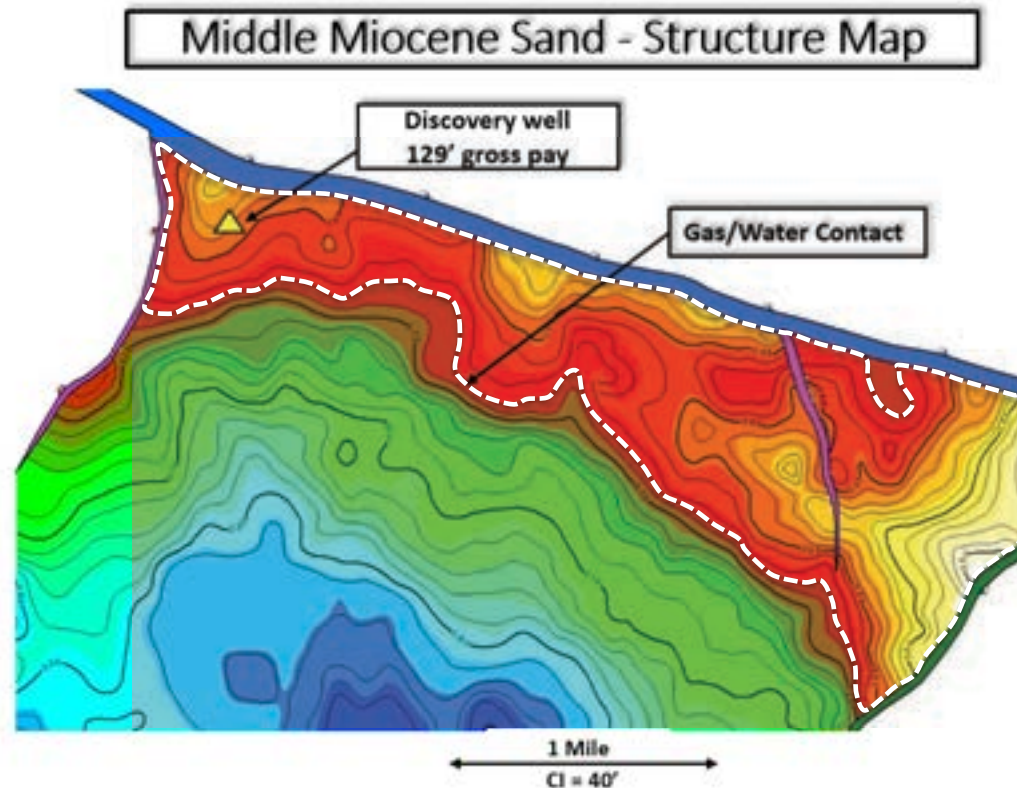 Middle Miocene Sand - Structure Map
Discovery well
129' gross pay
Gas/Water Contact
1 Mile
CI = 40'